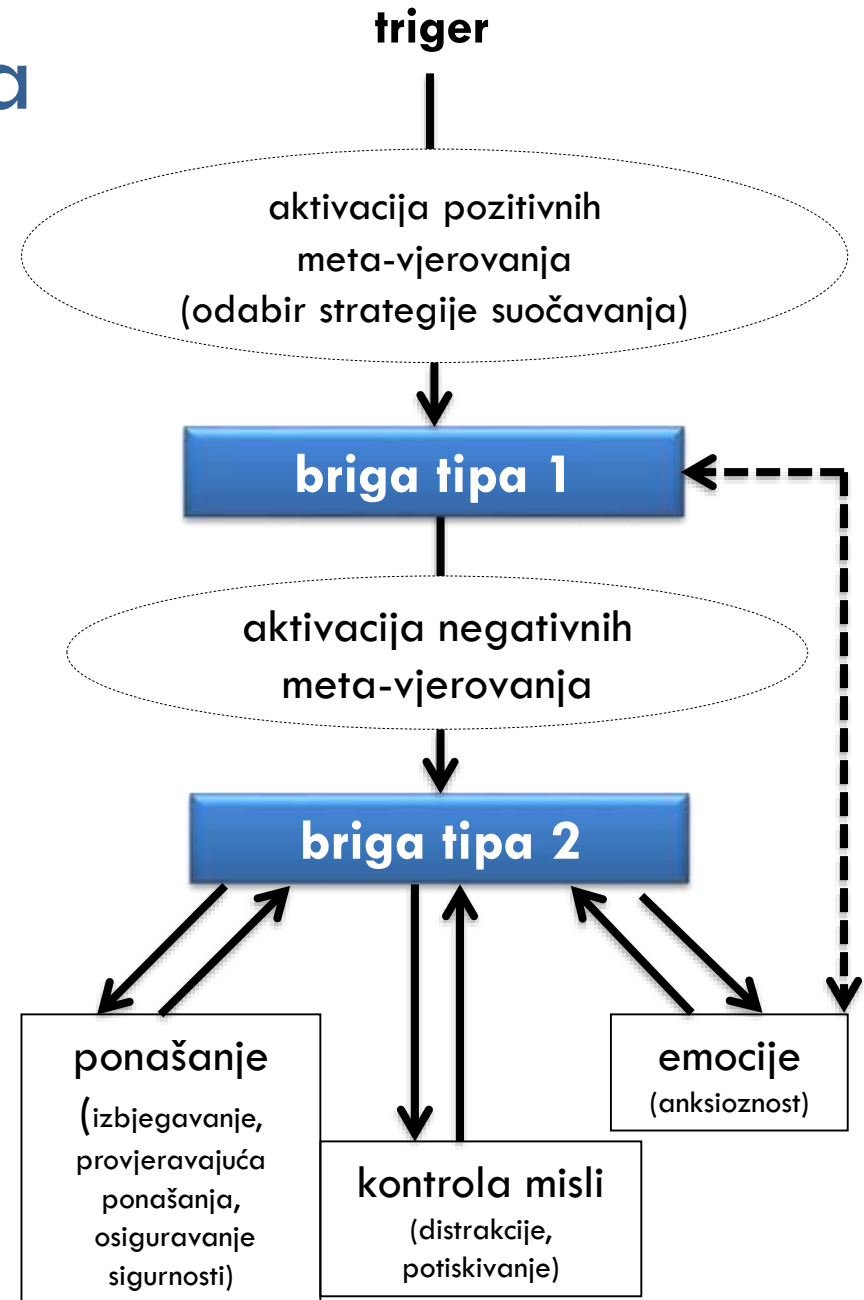 triger
a
aktivacija pozitivnih
meta-vjerovanja
(odabir strategije suočavanja)
briga tipa 1
aktivacija negativnih
meta-vjerovanja
briga tipa 2
ponašanje
(izbjegavanje,
provjeravajuća
ponašanja,
osiguravanje
sigurnosti)
kontrola misli
(distrakcije,
potiskivanje)
emocije
(anksioznost)